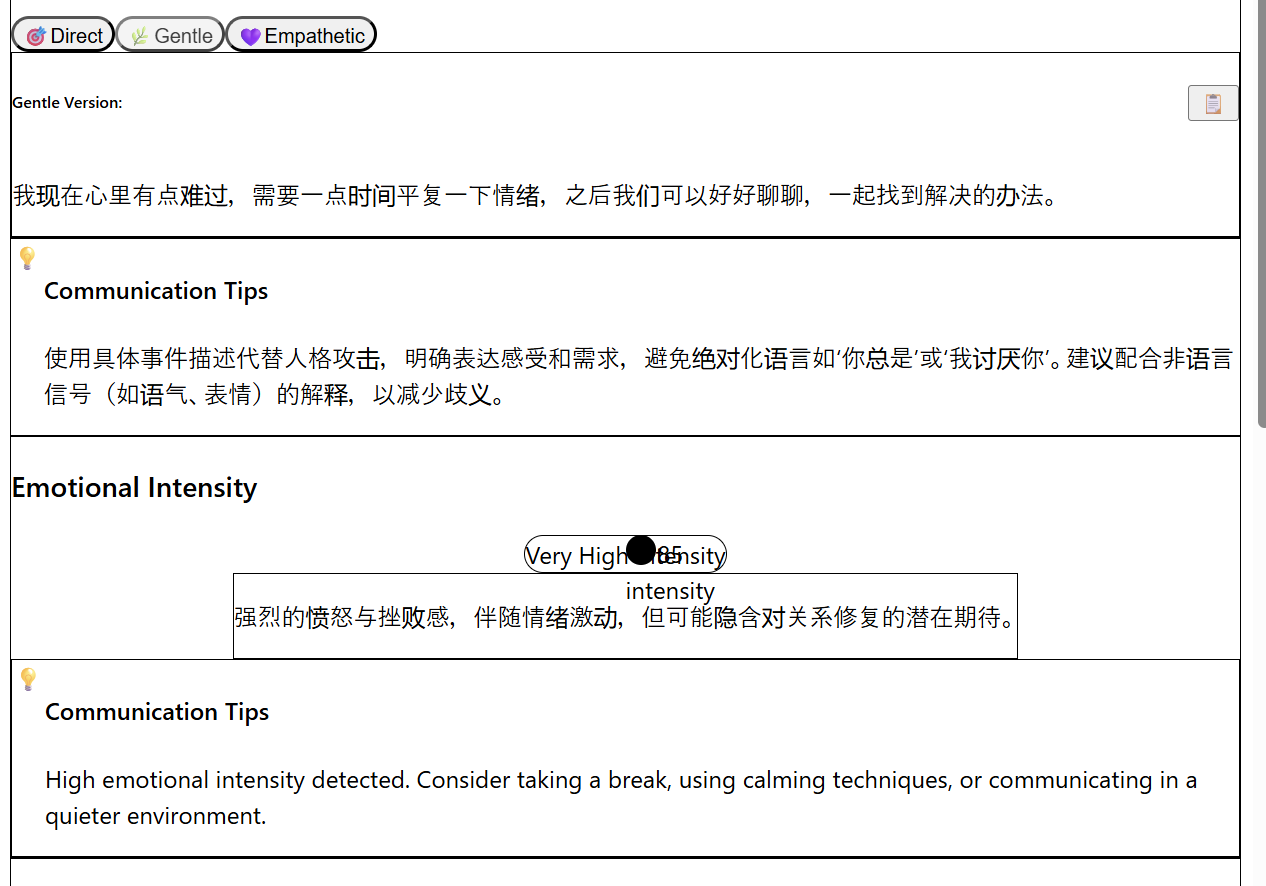 🎯 Direct 🌿 Gentle 💜 Empathetic
Gentle Version:
我现在心里有点难过，需要一点时间平复一下情绪，之后我们可以好好聊聊，一起找到解决的办法。
Communication Tips
使用具体事件描述代替人格攻击，明确表达感受和需求，避免绝对化语言如‘你总是’或‘我讨厌你’。建议配合非语言
信号（如语气、表情）的解释，以减少歧义。
Emotional Intensity
Very High Intensity
85
intensity
强烈的愤怒与挫败感，伴随情绪激动，但可能隐含对关系修复的潜在期待。
Communication Tips
High emotional intensity detected. Consider taking a break, using calming techniques, or communicating in a
quieter environment.